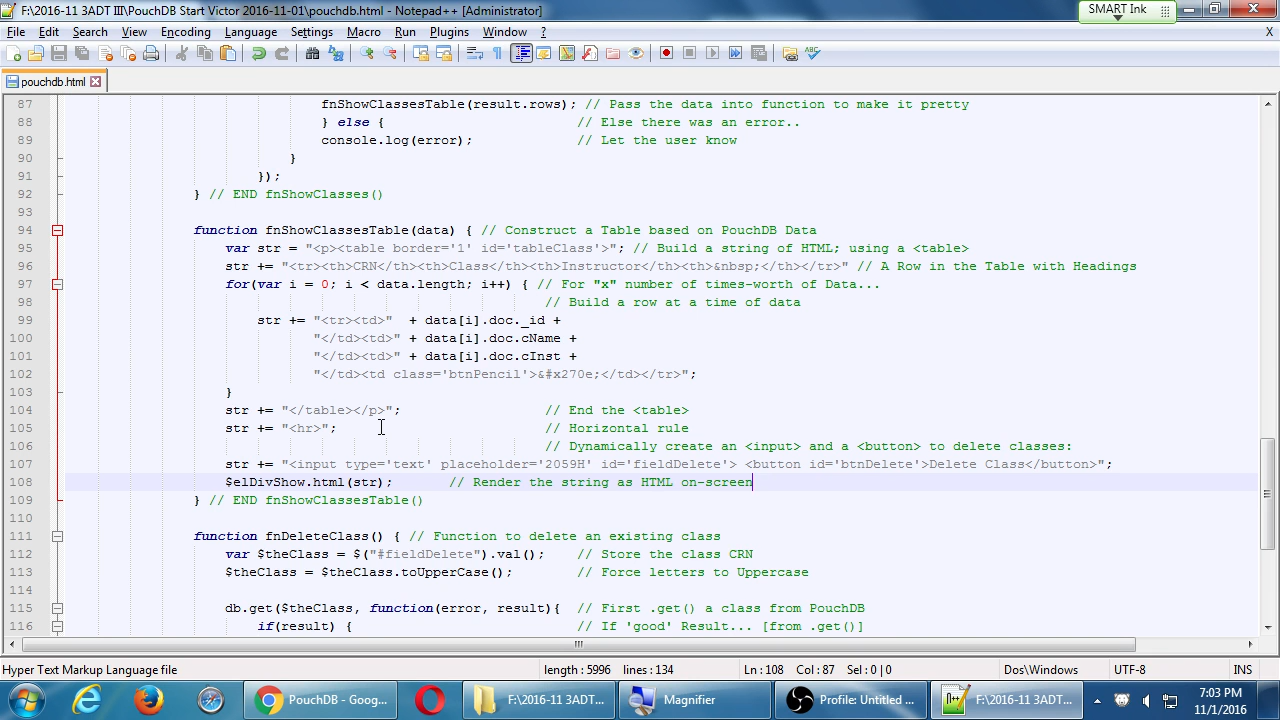 F:\2016-11 3ADT III\PouchDB Start Victor 2016-11-01\pouchdb.html - Notepad++ [Administrator]
SMART Ink
File Edit Search View Encoding Language Settings Macro Run Plugins Window ? X
pouchdb.html
87 fnShowClassesTable(result.rows); // Pass the data into function to make it pretty
88 } else { // Else there was an error..
89 console.log(error); // Let the user know
90 }
91 });
92 } // END fnShowClasses()
93
94 function fnShowClassesTable(data) { // Construct a Table based on PouchDB Data
95 var str = "<p><table border='1' id='tableClass'>"; // Build a string of HTML; using a <table>
96 str += "<tr><th>CRN</th><th>Class</th><th>Instructor</th><th>&nbsp;</th></tr>" // A Row in the Table with Headings
97 for(var i = 0; i < data.length; i++) { // For "x" number of times-worth of Data...
98 // Build a row at a time of data
99 str += "<tr><td>" + data[i].doc._id +
100 "</td><td>" + data[i].doc.cName +
101 "</td><td>" + data[i].doc.cInst +
102 "</td><td class='btnPencil'>&#x270e;</td></tr>";
103 }
104 str += "</table></p>"; // End the <table>
105 str += "<hr>"; // Horizontal rule
106 // Dynamically create an <input> and a <button> to delete classes:
107 str += "<input type='text' placeholder='2059H' id='fieldDelete'> <button id='btnDelete'>Delete Class</button>";
108 $elDivShow.html(str); // Render the string as HTML on-screen
109 } // END fnShowClassesTable()
110
111 function fnDeleteClass() { // Function to delete an existing class
112 var $theClass = $("#fieldDelete").val(); // Store the class CRN
113 $theClass = $theClass.toUpperCase(); // Force letters to Uppercase
114
115 db.get($theClass, function(error, result){ // First .get() a class from PouchDB
116 if(result) { // If 'good' Result... [from .get()]
Hyper Text Markup Language file length : 5996 lines : 134 Ln : 108 Col : 87 Sel : 0 | 0 Dos\Windows UTF-8 INS
PouchDB - Goog... F:\2016-11 3ADT... Magnifier Profile: Untitled ... F:\2016-11 3ADT... 7:03 PM
11/1/2016